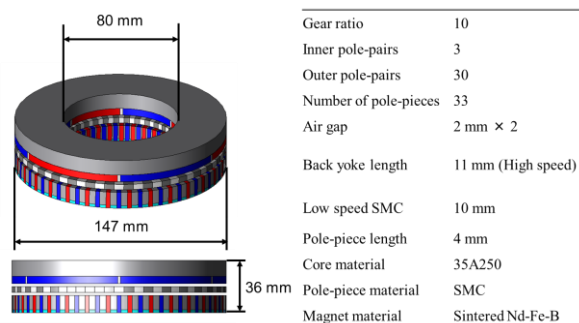 80 mm
147 mm
36 mm
Gear ratio 10
Inner pole-pairs 3
Outer pole-pairs 30
Number of pole-pieces 33
Air gap 2 mm × 2
Back yoke length 11 mm (High speed)
Low speed SMC 10 mm
Pole-piece length 4 mm
Core material 35A250
Pole-piece material SMC
Magnet material Sintered Nd-Fe-B